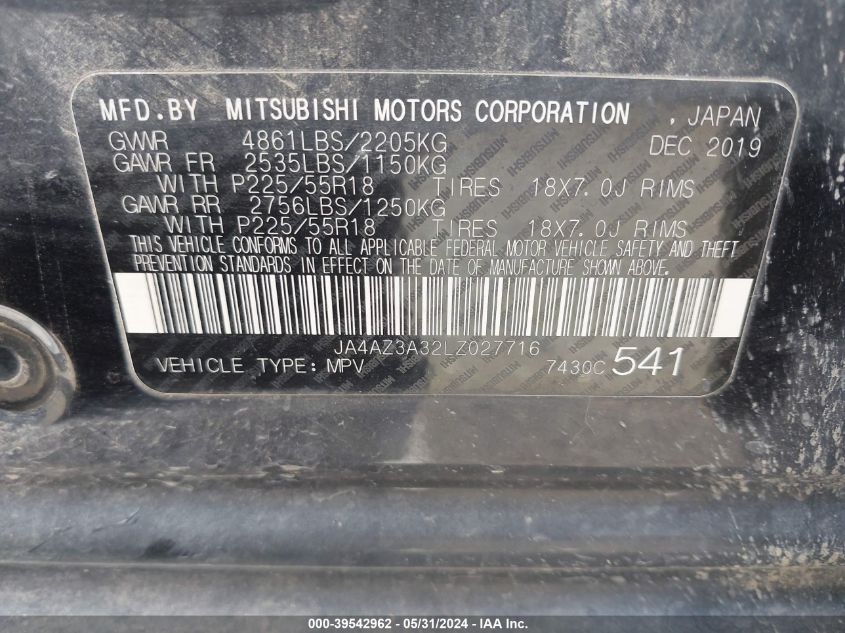 MFD.BY MITSUBISHI MOTORS CORPORATION , JAPAN
GVWR 4861LBS/2205KG DEC 2019
GAWR FR 2535LBS/1150KG
WITH P225/55R18 TIRES 18X7.0J RIMS
GAWR RR 2756LBS/1250KG
WITH P225/55R18 TIRES 18X7.0J RIMS
THIS VEHICLE CONFORMS TO ALL APPLICABLE FEDERAL MOTOR VEHICLE SAFETY AND THEFT
PREVENTION STANDARDS IN EFFECT ON THE DATE OF MANUFACTURE SHOWN ABOVE.
JA4AZ3A32LZ027716
VEHICLE TYPE:MPV 7430C 541
000-39542962 - 05/31/2024 - IAA Inc.